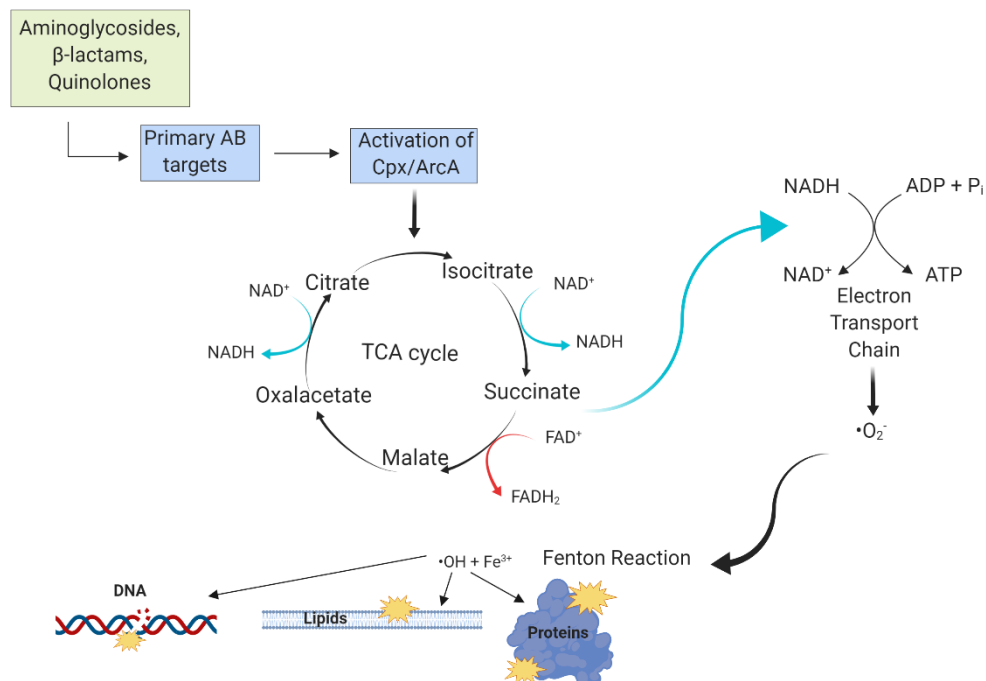 Aminoglycosides,
β-lactams,
Quinolones
Primary AB
targets
Activation of
Cpx/ArcA
NADH
ADP + Pᵢ
NAD⁺
ATP
Electron
Transport
Chain
•O₂⁻
Citrate
Isocitrate
NAD⁺
NAD⁺
NADH
NADH
TCA cycle
Oxalacetate
Succinate
Malate
FAD⁺
FADH₂
•OH + Fe³⁺
Fenton Reaction
DNA
Lipids
Proteins